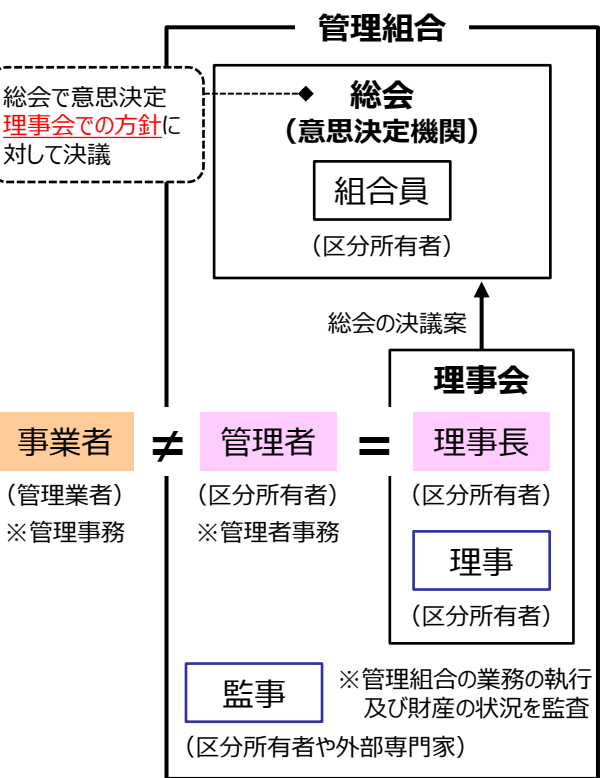 管理組合
総会で意思決定
理事会での方針に
対して決議
総会
（意思決定機関）
組合員
（区分所有者）
総会の決議案
理事会
事業者 ≠ 管理者 = 理事長
（管理業者） （区分所有者） （区分所有者）
※管理事務 ※管理者事務
理事
（区分所有者）
監事
※管理組合の業務の執行
及び財産の状況を監査
（区分所有者や外部専門家）